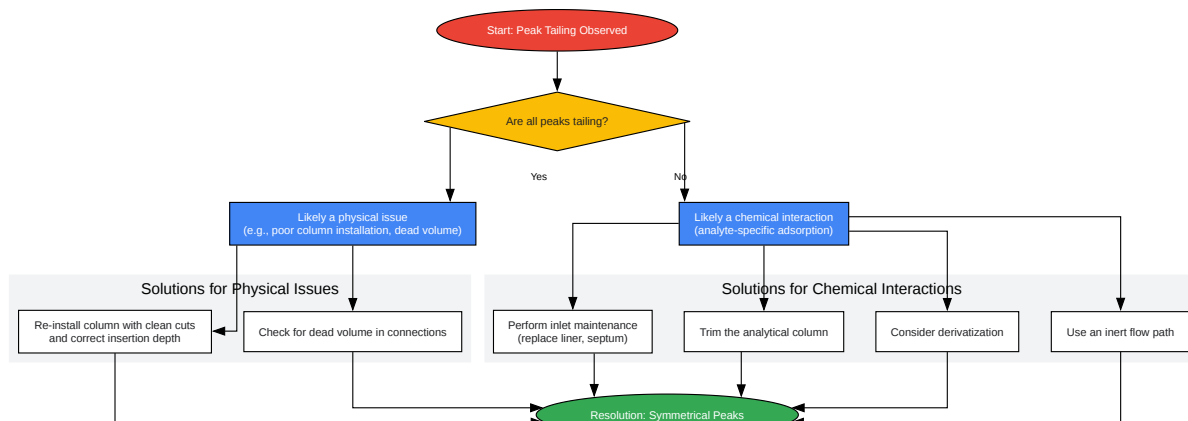 Start: Peak Tailing Observed
Are all peaks tailing?
Yes
No
Likely a physical issue
(e.g., poor column installation, dead volume)
Likely a chemical interaction
(analyte-specific adsorption)
Solutions for Physical Issues
Solutions for Chemical Interactions
Re-install column with clean cuts
and correct insertion depth
Check for dead volume in connections
Perform inlet maintenance
(replace liner, septum)
Trim the analytical column
Consider derivatization
Use an inert flow path
Resolution: Symmetrical Peaks